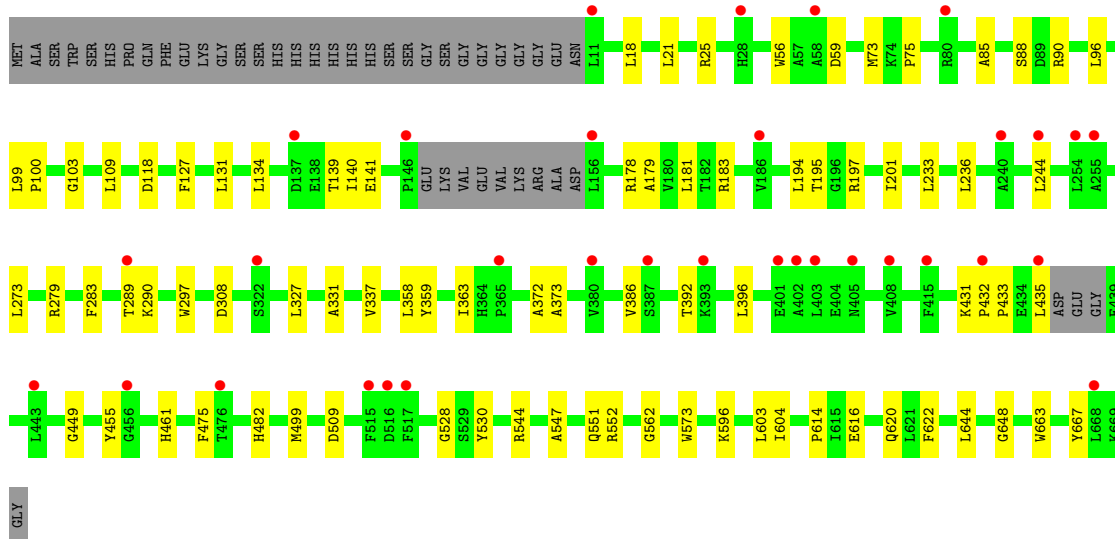 MET ALA SER TRP SER HIS PRO GLN PHE GLU LYS GLY SER SER HIS HIS HIS HIS HIS HIS SER SER GLY SER GLY GLY GLY GLY GLY GLU ASN L11 L18 L21 R25 H28 W56 A57 A58 D59 M73 K74 P75 R80 A85 S88 D89 R90 L96
L99 P100 G103 L109 D118 F127 L131 L134 D137 E138 T139 I140 E141 P146 GLU LYS VAL GLU VAL LYS ARG ALA ASP L156 R178 A179 V180 L181 T182 R183 V186 L194 T195 G196 R197 I201 L233 L236 A240 L244 L254 A255
L273 R279 F283 T289 K290 W297 D308 S322 L327 A331 V337 L358 Y359 I363 H364 P365 A372 A373 V380 V386 S387 T392 K393 L396 E401 A402 L403 E404 N405 V408 F415 K431 P432 P433 E434 L435 ASP GLU GLY E439
L443 G449 Y455 G456 H461 F475 T476 H482 M499 D509 F515 D516 F517 G528 S529 Y530 R544 A547 Q551 R552 G562 W573 K596 L603 I604 P614 I615 E616 Q620 L621 F622 L644 G648 W663 Y667 L668 K669
GLY